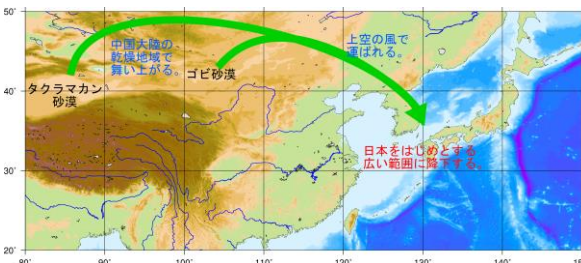 50°
中国大陸の
乾燥地域で
舞い上がる。
上空の風で
運ばれる。
ゴビ砂漠
タクラマカン
砂漠
40°
日本をはじめとする
広い範囲に降下する。
30°
20°
80° 90° 100° 110° 120° 130° 140°